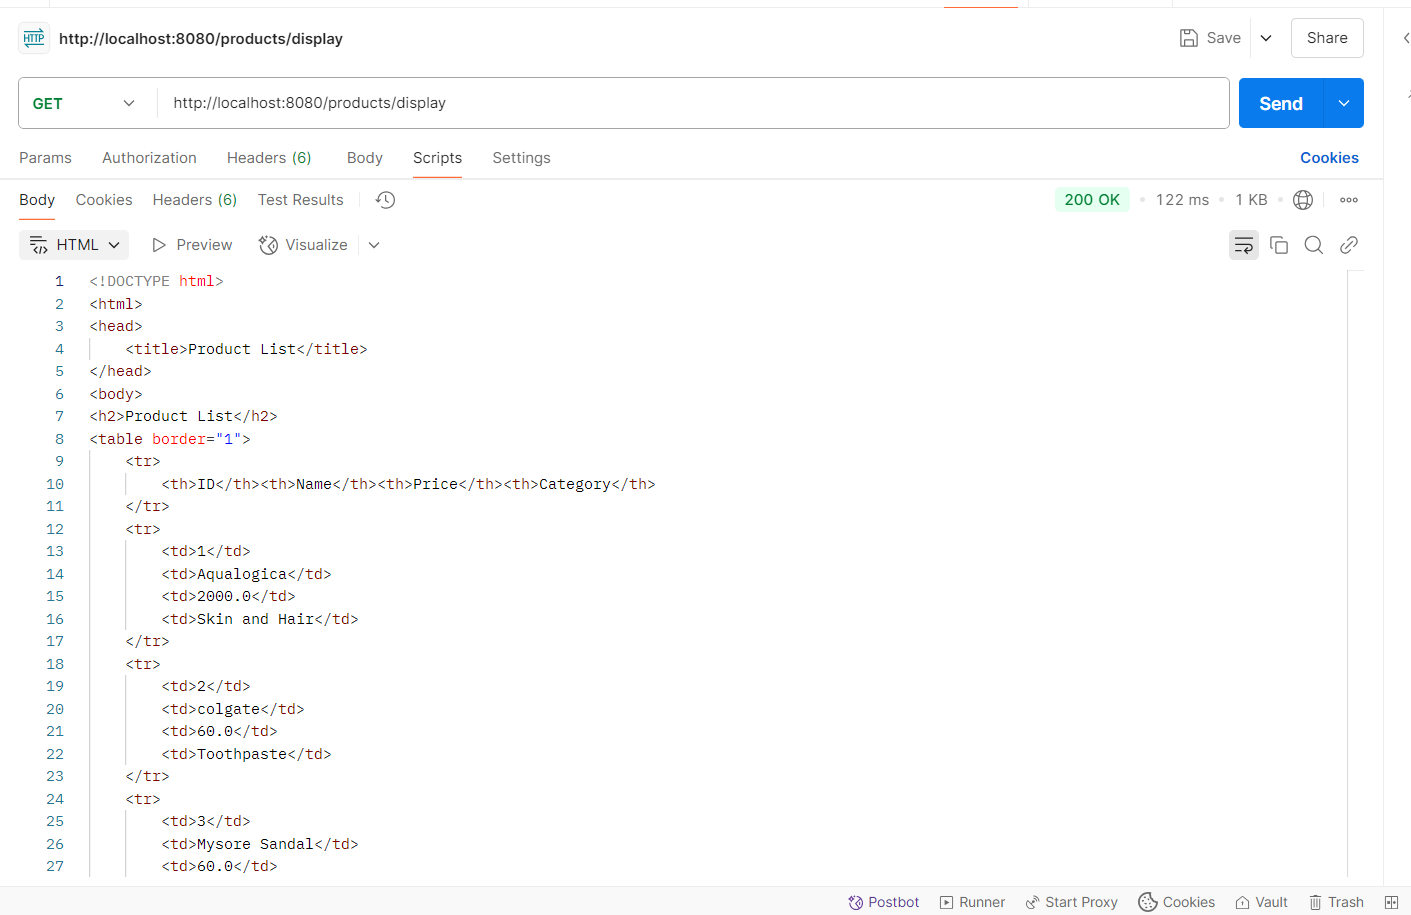 HTTP http://localhost:8080/products/display Save Share
GET http://localhost:8080/products/display Send
Params Authorization Headers (6) Body Scripts Settings Cookies
Body Cookies Headers (6) Test Results 200 OK 122 ms 1 KB
HTML Preview Visualize
1 <!DOCTYPE html>
2 <html>
3 <head>
4 <title>Product List</title>
5 </head>
6 <body>
7 <h2>Product List</h2>
8 <table border="1">
9 <tr>
10 <th>ID</th><th>Name</th><th>Price</th><th>Category</th>
11 </tr>
12 <tr>
13 <td>1</td>
14 <td>Aqualogica</td>
15 <td>2000.0</td>
16 <td>Skin and Hair</td>
17 </tr>
18 <tr>
19 <td>2</td>
20 <td>colgate</td>
21 <td>60.0</td>
22 <td>Toothpaste</td>
23 </tr>
24 <tr>
25 <td>3</td>
26 <td>Mysore Sandal</td>
27 <td>60.0</td>
Postbot Runner Start Proxy Cookies Vault Trash